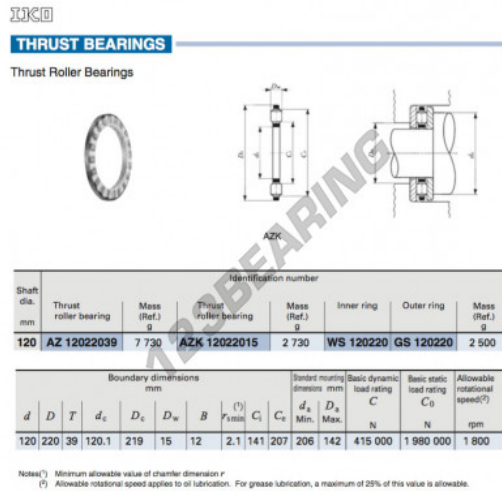 IKO
THRUST BEARINGS
Thrust Roller Bearings
AZK
123BEARING
Identification number
Shaft dia. mm
Thrust roller bearing
Mass (Ref.) g
Thrust roller bearing
Mass (Ref.) g
Inner ring
Outer ring
Mass (Ref.) g
120 AZ 12022039 7 730 AZK 12022015 2 730 WS 120220 GS 120220 2 500
Boundary dimensions mm
Standard mounting dimensions mm
Basic dynamic load rating C N
Basic static load rating C0 N
Allowable rotational speed(2) rpm
d D T dc Dc Dw B rs min(1) Ci Ce da Min. Da Max.
120 220 39 120.1 219 15 12 2.1 141 207 206 142 415 000 1 980 000 1 800
Notes(1) Minimum allowable value of chamfer dimension r
(2) Allowable rotational speed applies to oil lubrication. For grease lubrication, a maximum of 25% of this value is allowable.